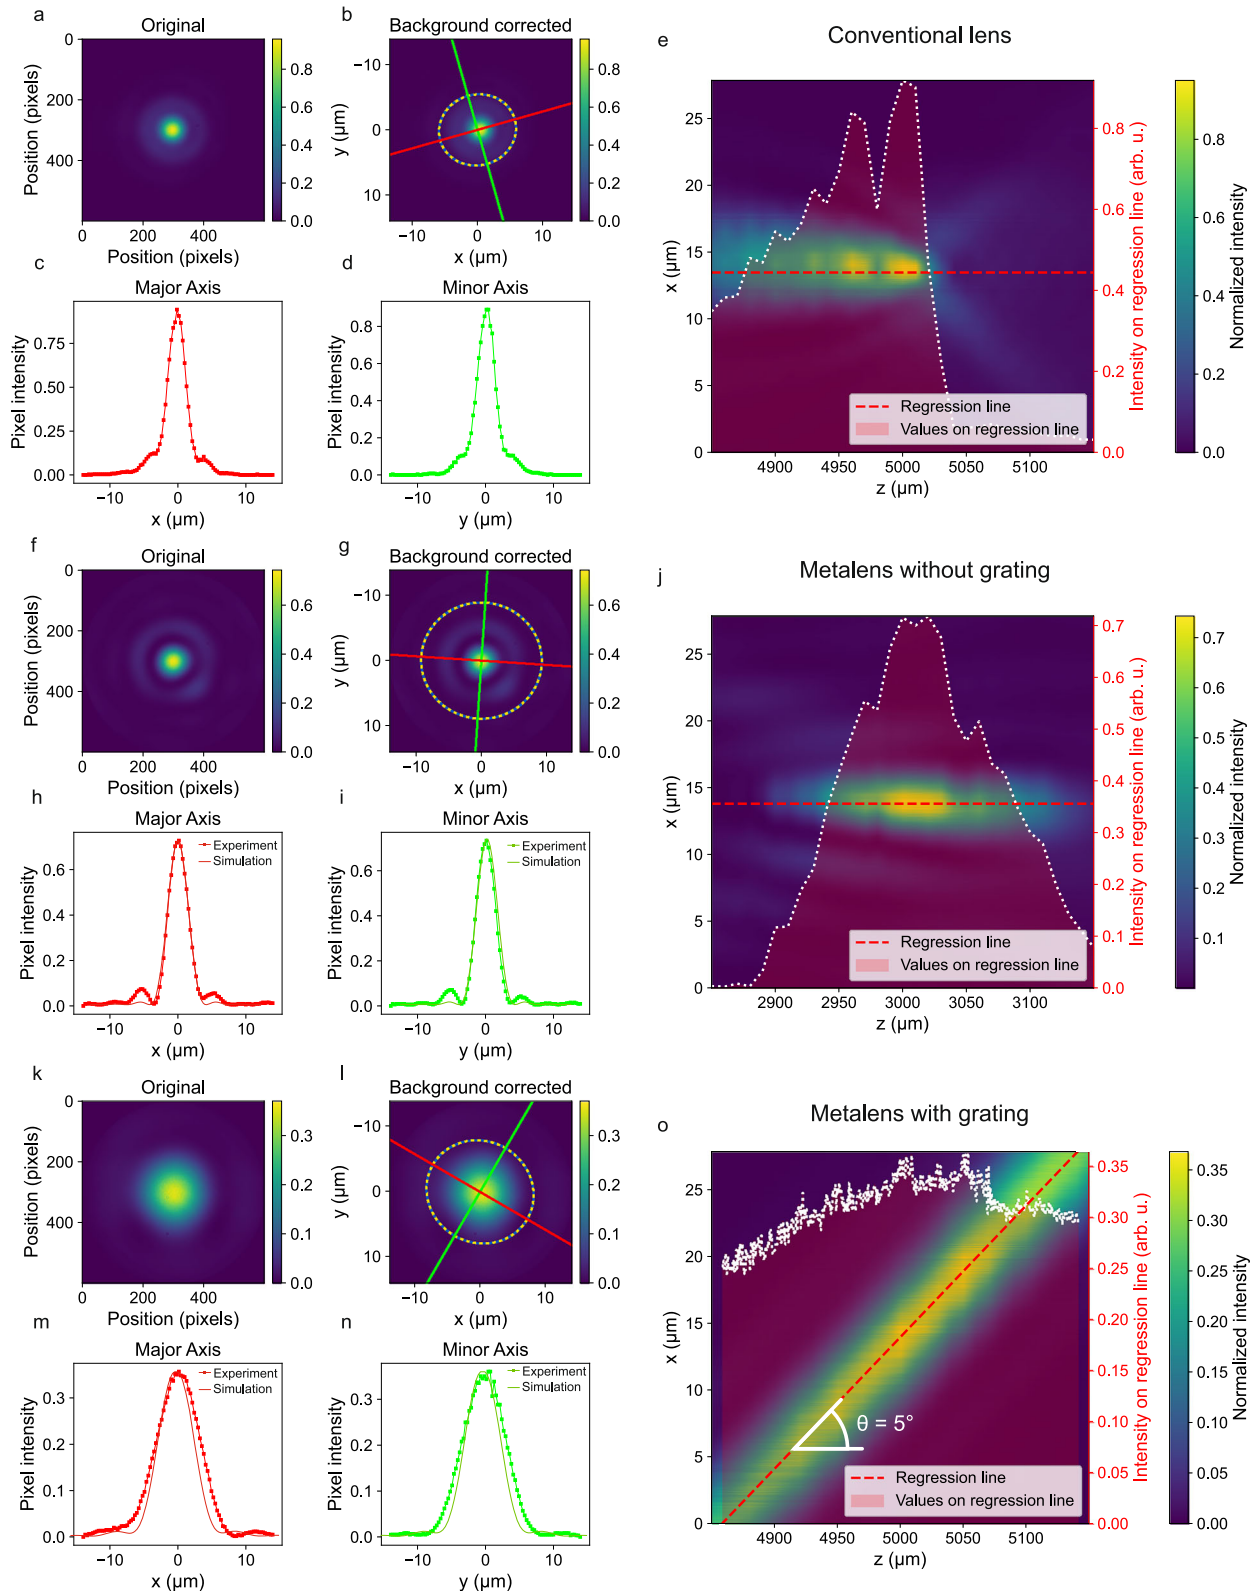 a
Original
0
200
400
Position (pixels)
0 200 400
Position (pixels)
0.8
0.6
0.4
0.2
0.0
b
Background corrected
−10
0
10
y (µm)
−10 0 10
x (µm)
0.8
0.6
0.4
0.2
0.0
c
Major Axis
0.75
0.50
0.25
0.00
Pixel intensity
−10 0 10
x (µm)
d
Minor Axis
0.8
0.6
0.4
0.2
0.0
Pixel intensity
−10 0 10
y (µm)
e
Conventional lens
25
20
15
10
5
0
x (µm)
4900 4950 5000 5050 5100
z (µm)
Regression line
Values on regression line
0.8
0.6
0.4
0.2
0.0
Intensity on regression line (arb. u.)
0.8
0.6
0.4
0.2
0.0
Normalized intensity
f
Original
0
200
400
Position (pixels)
0 200 400
Position (pixels)
0.6
0.4
0.2
0.0
g
Background corrected
−10
0
10
y (µm)
−10 0 10
x (µm)
0.6
0.4
0.2
0.0
h
Major Axis
Experiment
Simulation
0.6
0.4
0.2
0.0
Pixel intensity
−10 0 10
x (µm)
i
Minor Axis
Experiment
Simulation
0.6
0.4
0.2
0.0
Pixel intensity
−10 0 10
y (µm)
j
Metalens without grating
25
20
15
10
5
0
x (µm)
2900 2950 3000 3050 3100
z (µm)
Regression line
Values on regression line
0.7
0.6
0.5
0.4
0.3
0.2
0.1
0.0
Intensity on regression line (arb. u.)
0.7
0.6
0.5
0.4
0.3
0.2
0.1
Normalized intensity
k
Original
0
200
400
Position (pixels)
0 200 400
Position (pixels)
0.3
0.2
0.1
0.0
l
Background corrected
−10
0
10
y (µm)
−10 0 10
x (µm)
0.3
0.2
0.1
0.0
m
Major Axis
Experiment
Simulation
0.3
0.2
0.1
0.0
Pixel intensity
−10 0 10
x (µm)
n
Minor Axis
Experiment
Simulation
0.3
0.2
0.1
0.0
Pixel intensity
−10 0 10
y (µm)
o
Metalens with grating
25
20
15
10
5
0
x (µm)
θ = 5°
4900 4950 5000 5050 5100
z (µm)
Regression line
Values on regression line
0.35
0.30
0.25
0.20
0.15
0.10
0.05
0.00
Intensity on regression line (arb. u.)
0.35
0.30
0.25
0.20
0.15
0.10
0.05
0.00
Normalized intensity